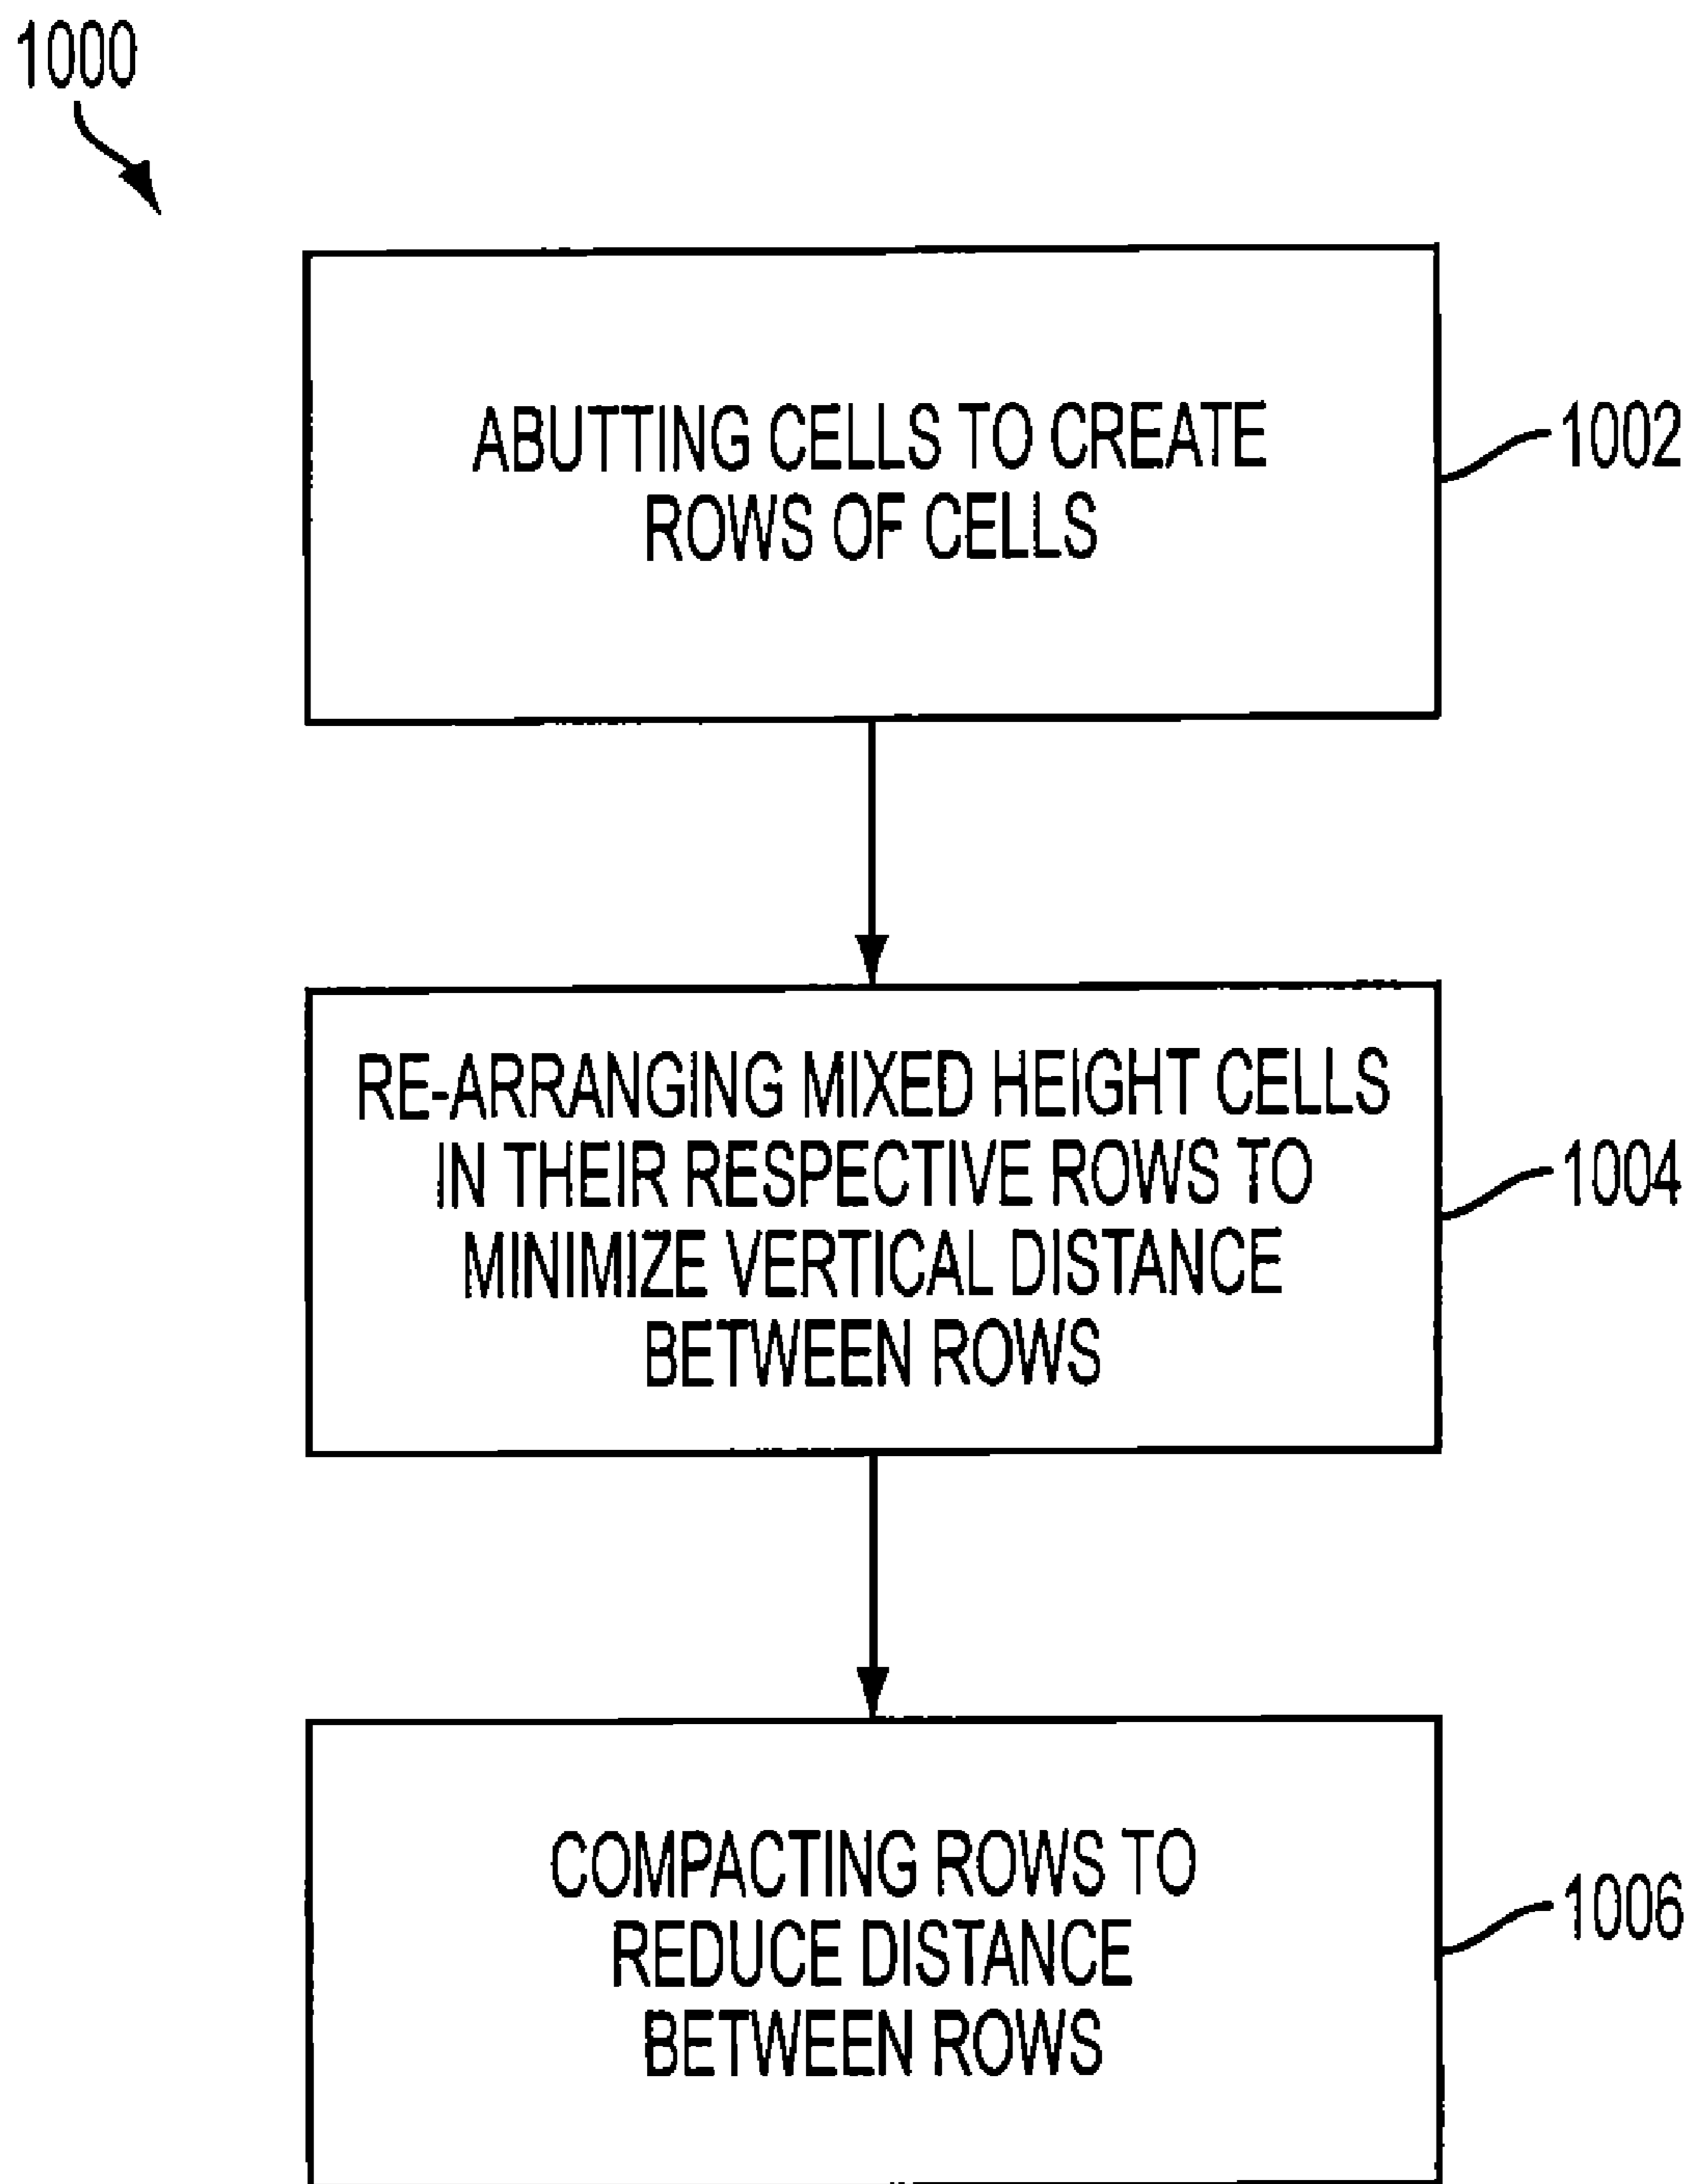 1000
ABUTTING CELLS TO CREATE
ROWS OF CELLS
1002
RE-ARRANGING MIXED HEIGHT CELLS
IN THEIR RESPECTIVE ROWS TO
MINIMIZE VERTICAL DISTANCE
BETWEEN ROWS
1004
COMPACTING ROWS TO
REDUCE DISTANCE
BETWEEN ROWS
1006